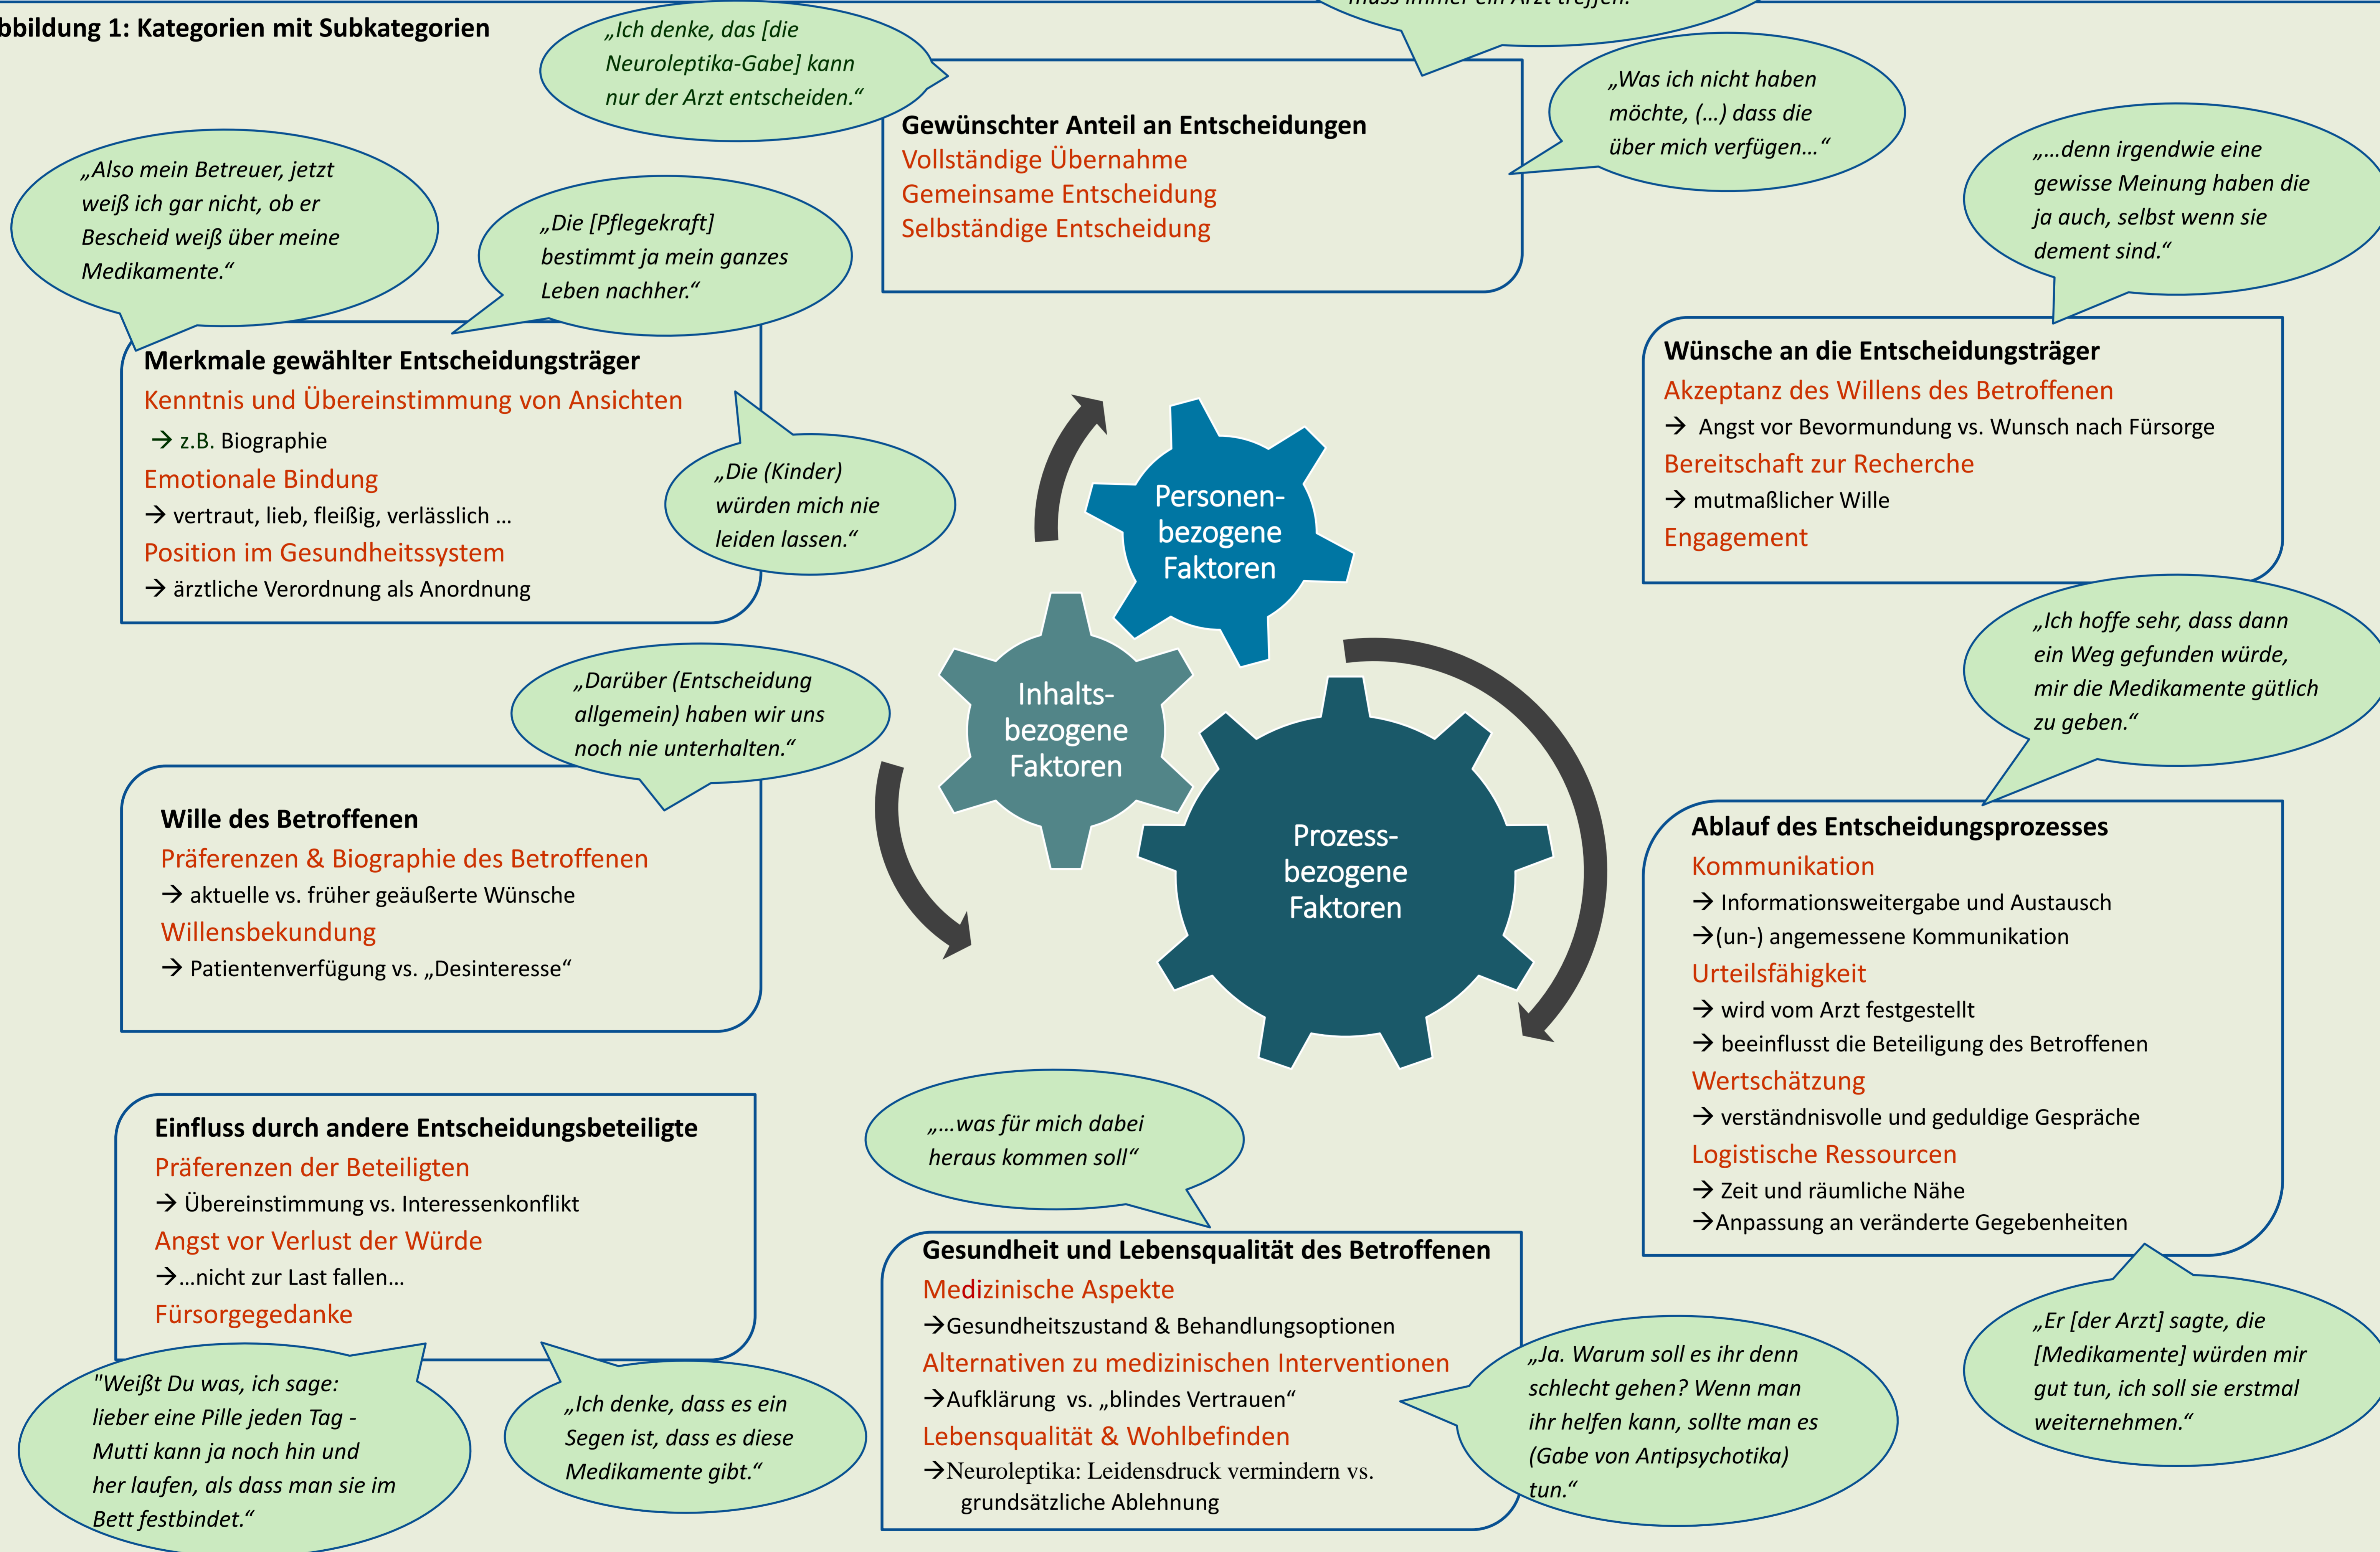 bbildung 1: Kategorien mit Subkategorien
„Ich denke, das [die
Neuroleptika-Gabe] kann
nur der Arzt entscheiden.“
muss immer ein Arzt treffen.
„Was ich nicht haben
möchte, (…) dass die
über mich verfügen…“
Gewünschter Anteil an Entscheidungen
Vollständige Übernahme
Gemeinsame Entscheidung
Selbständige Entscheidung
„Also mein Betreuer, jetzt
weiß ich gar nicht, ob er
Bescheid weiß über meine
Medikamente.“
„Die [Pflegekraft]
bestimmt ja mein ganzes
Leben nachher.“
„…denn irgendwie eine
gewisse Meinung haben die
ja auch, selbst wenn sie
dement sind.“
Merkmale gewählter Entscheidungsträger
Kenntnis und Übereinstimmung von Ansichten
→ z.B. Biographie
Emotionale Bindung
→ vertraut, lieb, fleißig, verlässlich …
Position im Gesundheitssystem
→ ärztliche Verordnung als Anordnung
„Die (Kinder)
würden mich nie
leiden lassen.“
Wünsche an die Entscheidungsträger
Akzeptanz des Willens des Betroffenen
→ Angst vor Bevormundung vs. Wunsch nach Fürsorge
Bereitschaft zur Recherche
→ mutmaßlicher Wille
Engagement
Personen-
bezogene
Faktoren
Inhalts-
bezogene
Faktoren
Prozess-
bezogene
Faktoren
„Darüber (Entscheidung
allgemein) haben wir uns
noch nie unterhalten.“
„Ich hoffe sehr, dass dann
ein Weg gefunden würde,
mir die Medikamente gütlich
zu geben.“
Wille des Betroffenen
Präferenzen & Biographie des Betroffenen
→ aktuelle vs. früher geäußerte Wünsche
Willensbekundung
→ Patientenverfügung vs. „Desinteresse“
Ablauf des Entscheidungsprozesses
Kommunikation
→ Informationsweitergabe und Austausch
→(un-) angemessene Kommunikation
Urteilsfähigkeit
→ wird vom Arzt festgestellt
→ beeinflusst die Beteiligung des Betroffenen
Wertschätzung
→ verständnisvolle und geduldige Gespräche
Logistische Ressourcen
→ Zeit und räumliche Nähe
→Anpassung an veränderte Gegebenheiten
Einfluss durch andere Entscheidungsbeteiligte
Präferenzen der Beteiligten
→ Übereinstimmung vs. Interessenkonflikt
Angst vor Verlust der Würde
→…nicht zur Last fallen…
Fürsorgegedanke
„…was für mich dabei
heraus kommen soll“
Gesundheit und Lebensqualität des Betroffenen
Medizinische Aspekte
→Gesundheitszustand & Behandlungsoptionen
Alternativen zu medizinischen Interventionen
→Aufklärung vs. „blindes Vertrauen“
Lebensqualität & Wohlbefinden
→Neuroleptika: Leidensdruck vermindern vs.
grundsätzliche Ablehnung
"Weißt Du was, ich sage:
lieber eine Pille jeden Tag -
Mutti kann ja noch hin und
her laufen, als dass man sie im
Bett festbindet.“
„Ich denke, dass es ein
Segen ist, dass es diese
Medikamente gibt.“
„Ja. Warum soll es ihr denn
schlecht gehen? Wenn man
ihr helfen kann, sollte man es
(Gabe von Antipsychotika)
tun.“
„Er [der Arzt] sagte, die
[Medikamente] würden mir
gut tun, ich soll sie erstmal
weiternehmen.“